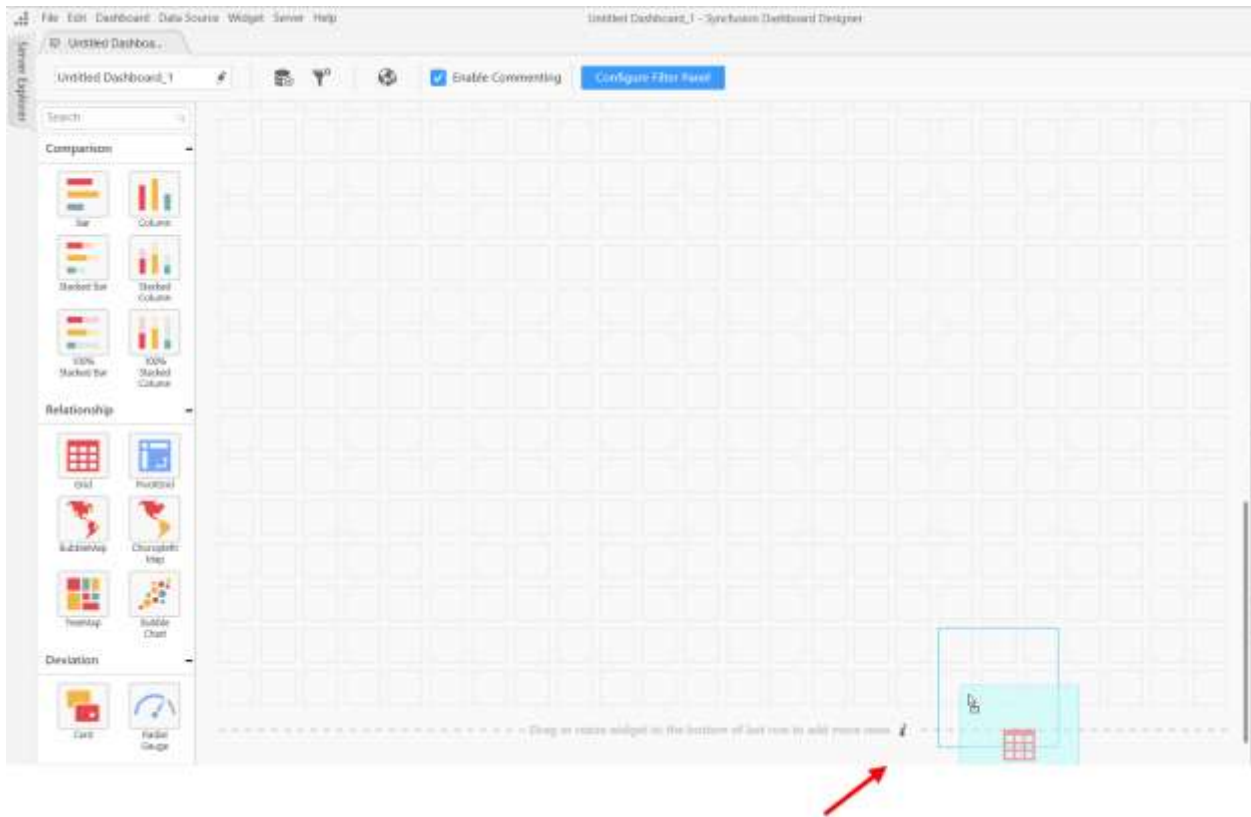 File Edit Dashboard Data Source Widget Server Help
Untitled Dashboard_1 - Syncfusion Dashboard Designer
Server Explorer
Untitled Dashboa...
Untitled Dashboard_1
Enable Commenting
Configure Filter Panel
Search
Comparison
Bar
Column
Stacked Bar
Stacked
Column
100%
Stacked Bar
100%
Stacked
Column
Relationship
Grid
PivotGrid
BubbleMap
Choropleth
Map
TreeMap
Bubble
Chart
Deviation
Card
Radial
Gauge
Drag or resize widget to the bottom of last row to add more rows